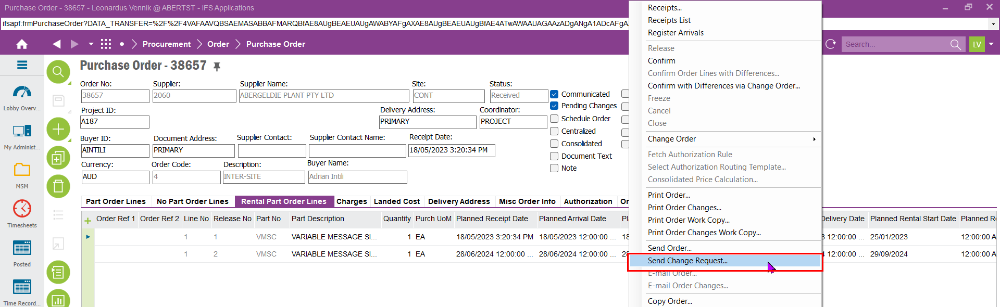 Purchase Order - 38657 - Leonardus Vennik @ ABERTST - IFS Applications
ifsapf:frmPurchaseOrder?DATA_TRANSFER=%2F%2F4VAFAAVQBSAEMASABBAFMARQBfAE8AUgBEAEUAUgAWABYAFgAXAE8AUgBEAEUAUgBfAE4ATwAWAAUAGAAzADgANgA1ADcAFgA
Procurement
Order
Purchase Order
Search...
LV
Purchase Order - 38657
Order No:
Supplier:
Supplier Name:
Site:
Status:
38657
2060
ABERGELDIE PLANT PTY LTD
CONT
Received
Communicated
Project ID:
Delivery Address:
Coordinator:
Pending Changes
A187
PRIMARY
PROJECT
Schedule Order
Centralized
Buyer ID:
Document Address:
Supplier Contact:
Supplier Contact Name:
Receipt Date:
Consolidated
AINTILI
PRIMARY
18/05/2023 3:20:34 PM
Document Text
Currency:
Order Code:
Description:
Buyer Name:
Note
AUD
4
INTER-SITE
Adrian Intili
Lobby Overv...
My Administ...
MSM
Timesheets
Posted
Time Record...
Part Order Lines
No Part Order Lines
Rental Part Order Lines
Charges
Landed Cost
Delivery Address
Misc Order Info
Authorization
Or
Order Ref 1
Order Ref 2
Line No
Release No
Part No
Part Description
Quantity
Purch UoM
Planned Receipt Date
Planned Arrival Date
Pl
Delivery Date
Planned Rental Start Date
Planned Re
1
1
VMSC
VARIABLE MESSAGE SI...
1
EA
18/05/2023 3:20:34 PM
18/05/2023 12:00:00 ...
18
3 12:00:00 ...
25/01/2023
12:00:00 A
1
2
VMSC
VARIABLE MESSAGE SI...
1
EA
28/06/2024 12:00:00 ...
28/06/2024 12:00:00 ...
28
4 12:00:00 ...
29/09/2024
12:00:00 A
Receipts...
Receipts List
Register Arrivals
Release
Confirm
Confirm Order Lines with Differences...
Confirm with Differences via Change Order...
Freeze
Cancel
Close
Change Order
Fetch Authorization Rule
Select Authorization Routing Template...
Consolidated Price Calculation...
Print Order...
Print Order Changes...
Print Order Work Copy...
Print Order Changes Work Copy...
Send Order...
Send Change Request...
E-mail Order...
E-mail Order Changes...
Copy Order...